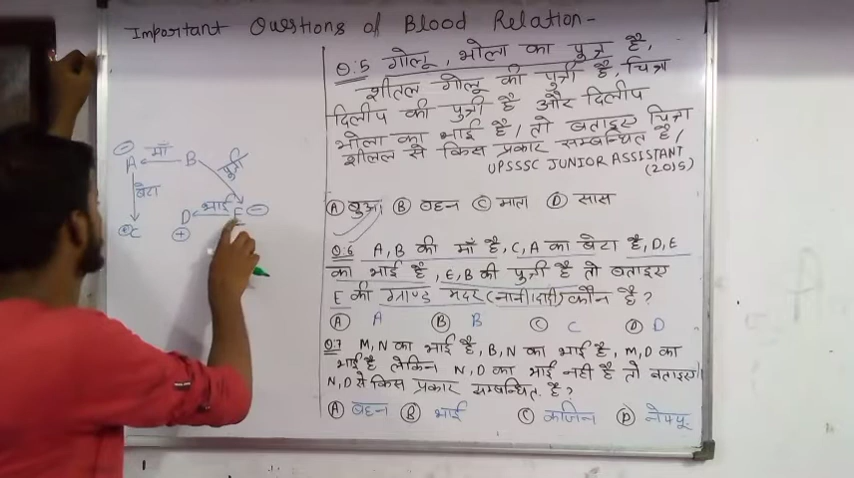 Important Questions of Blood Relation-
Q:5 गोलू, भोला का पुत्र है,
शीतल गोलू की पुत्री है, चित्रा
दिलीप की पुत्री है और दिलीप
भोला का भाई है, तो बताइए चित्रा
शीतल से किस प्रकार सम्बन्धित है,
UPSSSC JUNIOR ASSISTANT
(2015)
A बुआ B बहन C माता D सास
Q:6 A, B की माँ है, C, A का बेटा है, D, E
का भाई है, E, B की पुत्री है तो बताइए
E की ग्राण्ड मदर (नानी/दादी) कौन है?
A A B B C C D D
Q.7 M, N का भाई है, B, N का भाई है, M, D का
भाई है लेकिन N, D का भाई नहीं है तो बताइए
N, D से किस प्रकार सम्बन्धित है?
A बहन B भाई C कजिन D नेफ्यू
- A माँ B पुत्री
बेटा
D भाई E -
+ C +